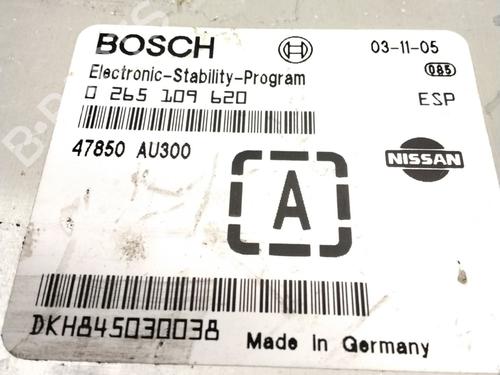 BOSCH
03-11-05
Electronic-Stability-Program
085
0 265 109 620
ESP
47850 AU300
NISSAN
A
DKH845030038
Made in Germany